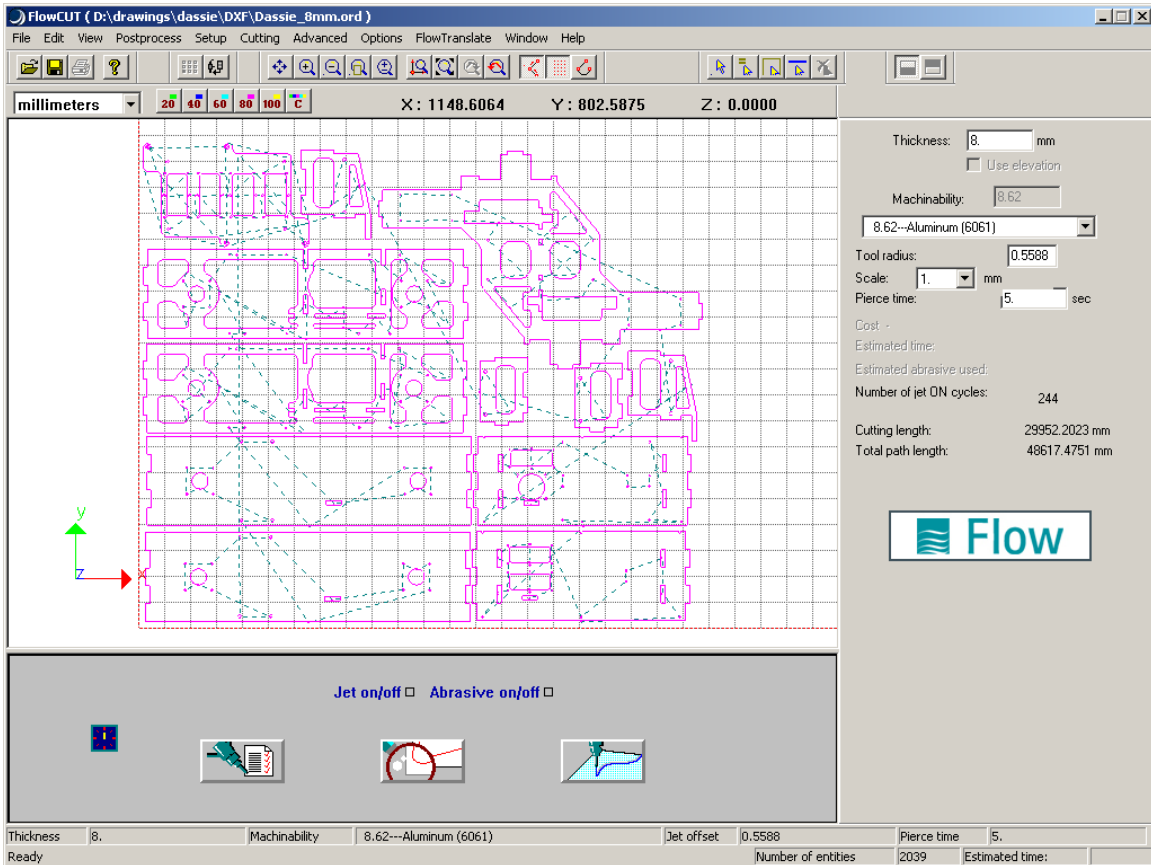 FlowCUT ( D:\drawings\dassie\DXF\Dassie_8mm.ord )
File Edit View Postprocess Setup Cutting Advanced Options FlowTranslate Window Help
millimeters 20 40 60 80 100 C X: 1148.6064 Y: 802.5875 Z: 0.0000
Thickness: 8. mm
Use elevation
Machinability: 8.62
8.62---Aluminum (6061)
Tool radius: 0.5588
Scale: 1. mm
Pierce time: 5. sec
Cost -
Estimated time:
Estimated abrasive used:
Number of jet ON cycles: 244
Cutting length: 29952.2023 mm
Total path length: 48617.4751 mm
Flow
y
z x
Jet on/off Abrasive on/off
Thickness 8. Machinability 8.62---Aluminum (6061) Jet offset 0.5588 Pierce time 5.
Ready Number of entities 2039 Estimated time: